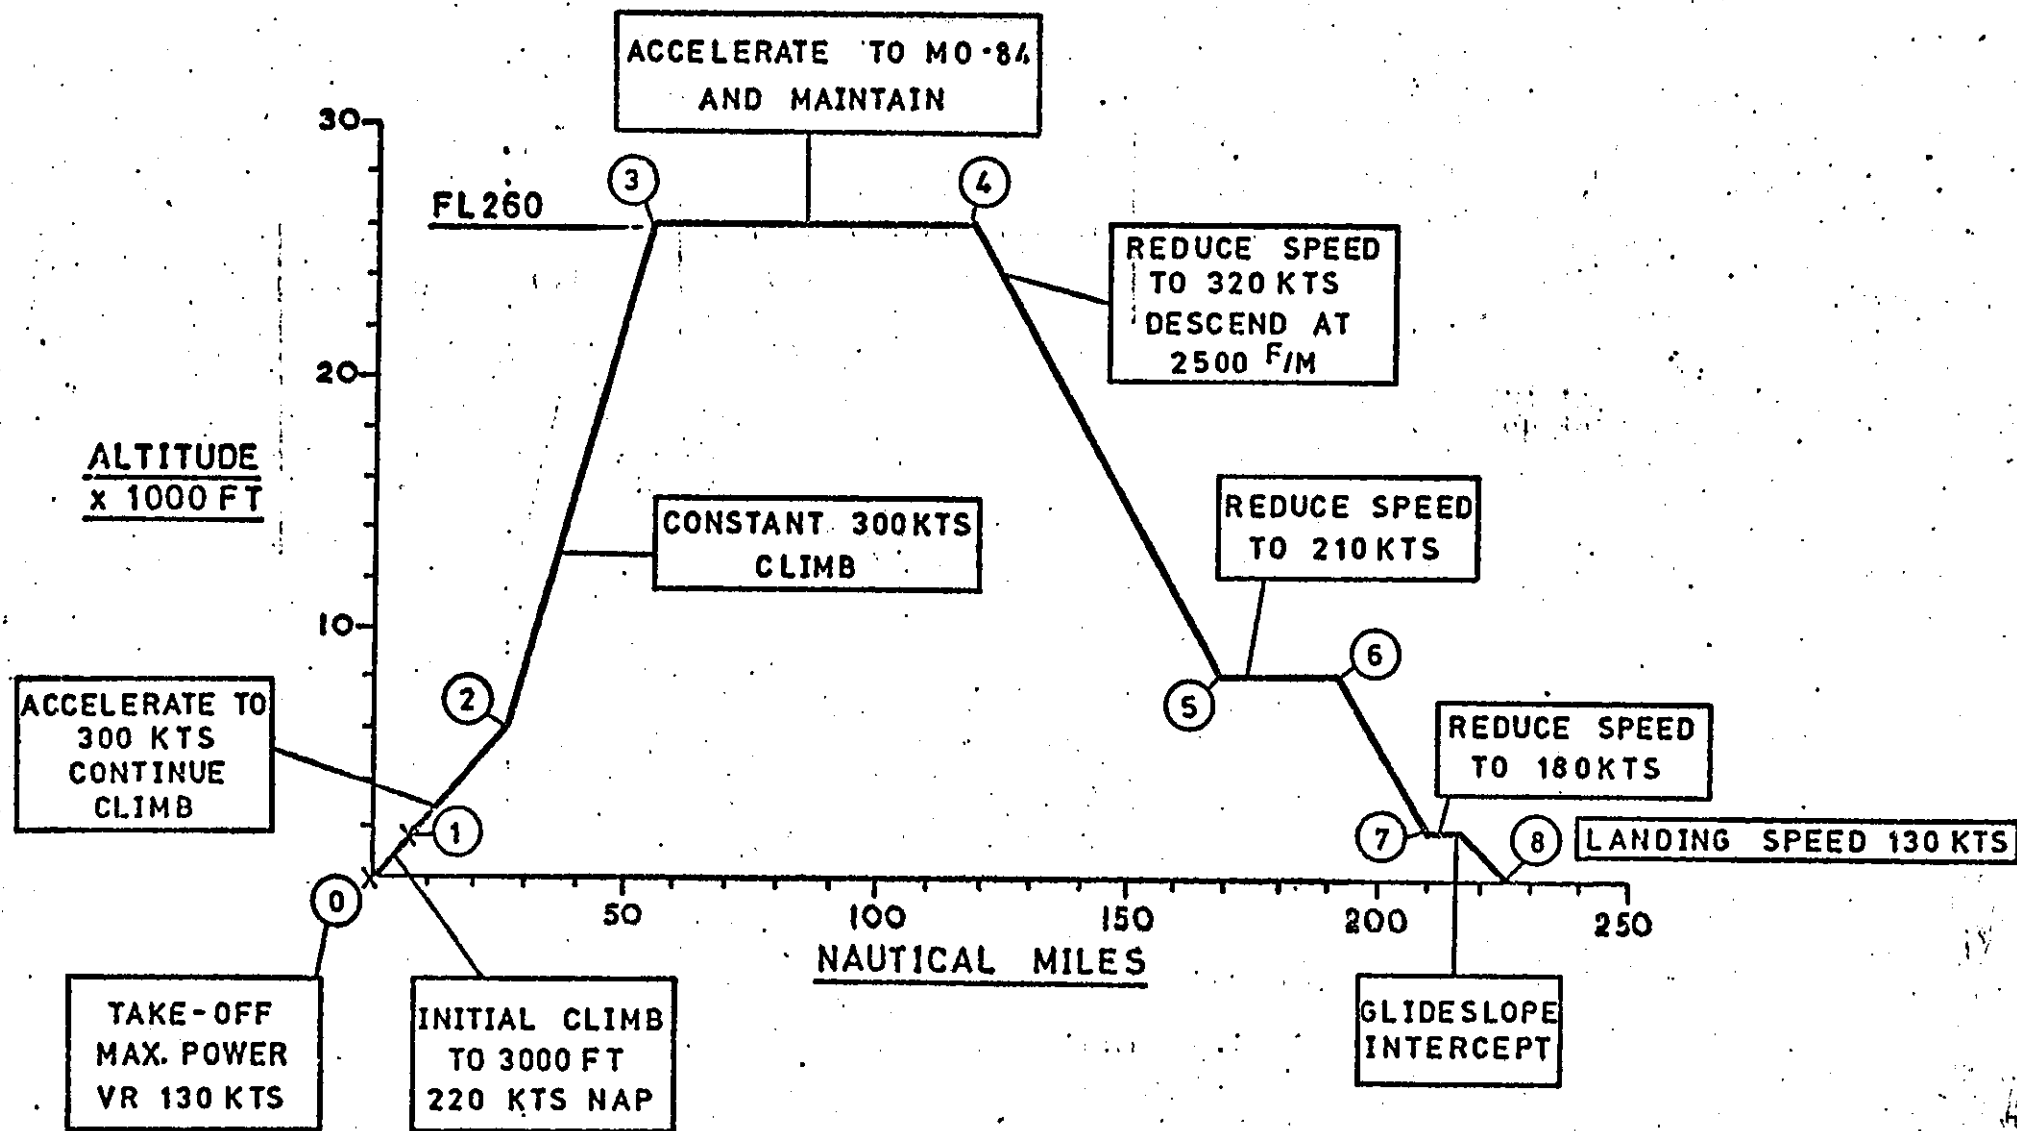 ACCELERATE TO M0·84
AND MAINTAIN
30
3
4
FL260
REDUCE SPEED
TO 320 KTS
DESCEND AT
2500 F/M
20
ALTITUDE
x 1000 FT
CONSTANT 300KTS
CLIMB
REDUCE SPEED
TO 210 KTS
10
6
2
5
ACCELERATE TO
300 KTS
CONTINUE
CLIMB
REDUCE SPEED
TO 180KTS
1
7
8
LANDING SPEED 130 KTS
0
50
100
150
200
250
NAUTICAL MILES
TAKE-OFF
MAX. POWER
VR 130 KTS
INITIAL CLIMB
TO 3000 FT
220 KTS NAP
GLIDESLOPE
INTERCEPT